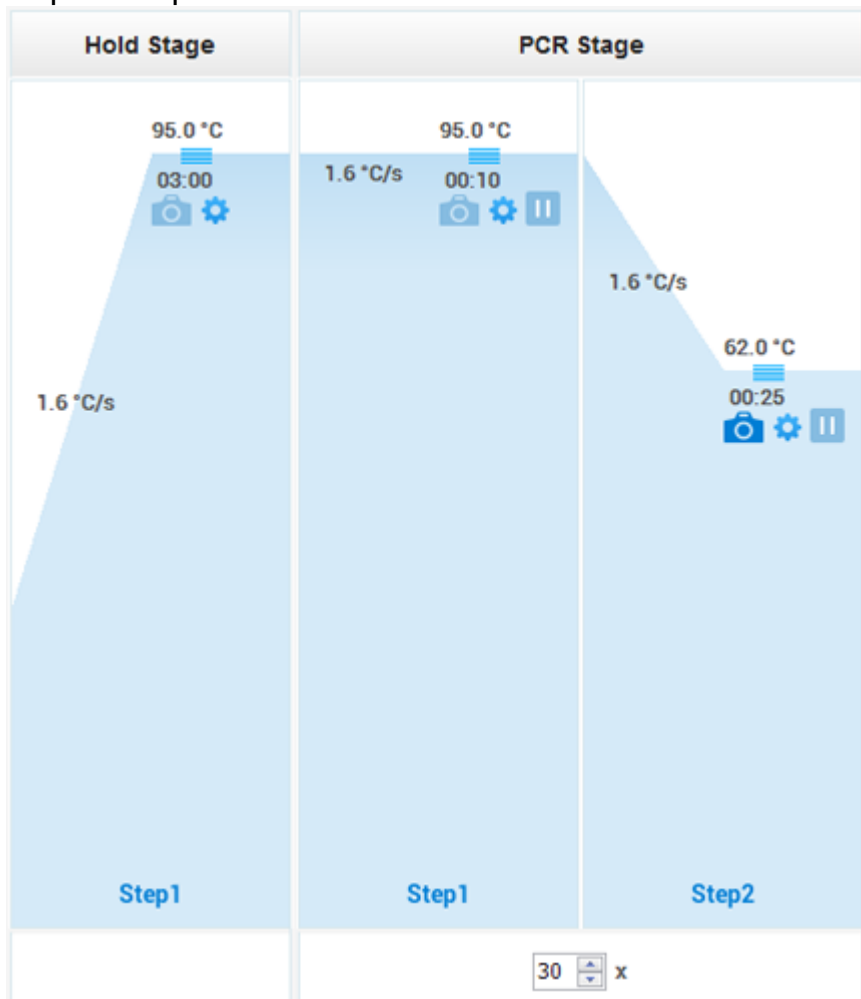 Hold Stage
PCR Stage
95.0 °C
03:00
1.6 °C/s
Step1
95.0 °C
1.6 °C/s
00:10
Step1
1.6 °C/s
62.0 °C
00:25
Step2
30 x